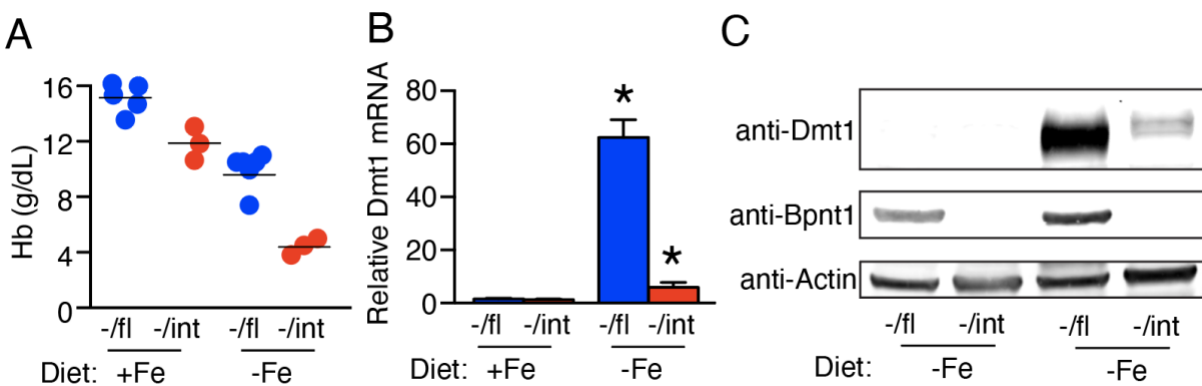 A
Hb (g/dL)
16
12
8
4
0
-/fl -/int -/fl -/int
Diet: +Fe -Fe
B
Relative Dmt1 mRNA
80
60
40
20
0
* *
-/fl -/int -/fl -/int
Diet: +Fe -Fe
C
anti-Dmt1
anti-Bpnt1
anti-Actin
-/fl -/int -/fl -/int
Diet: -Fe -Fe